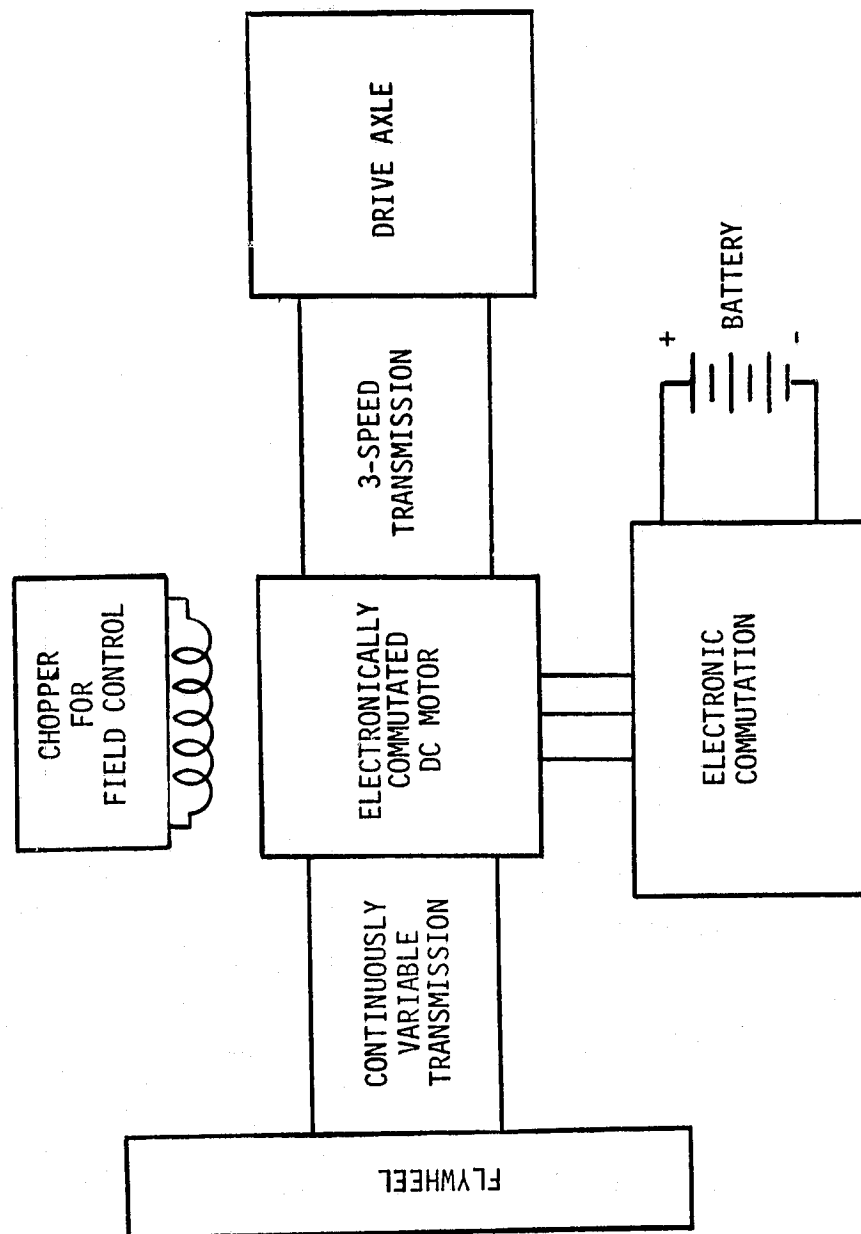 CHOPPER
FOR
FIELD CONTROL
FLYWHEEL
CONTINUOUSLY
VARIABLE
TRANSMISSION
ELECTRONICALLY
COMMUTATED
DC MOTOR
3-SPEED
TRANSMISSION
DRIVE AXLE
ELECTRONIC
COMMUTATION
+
-
BATTERY